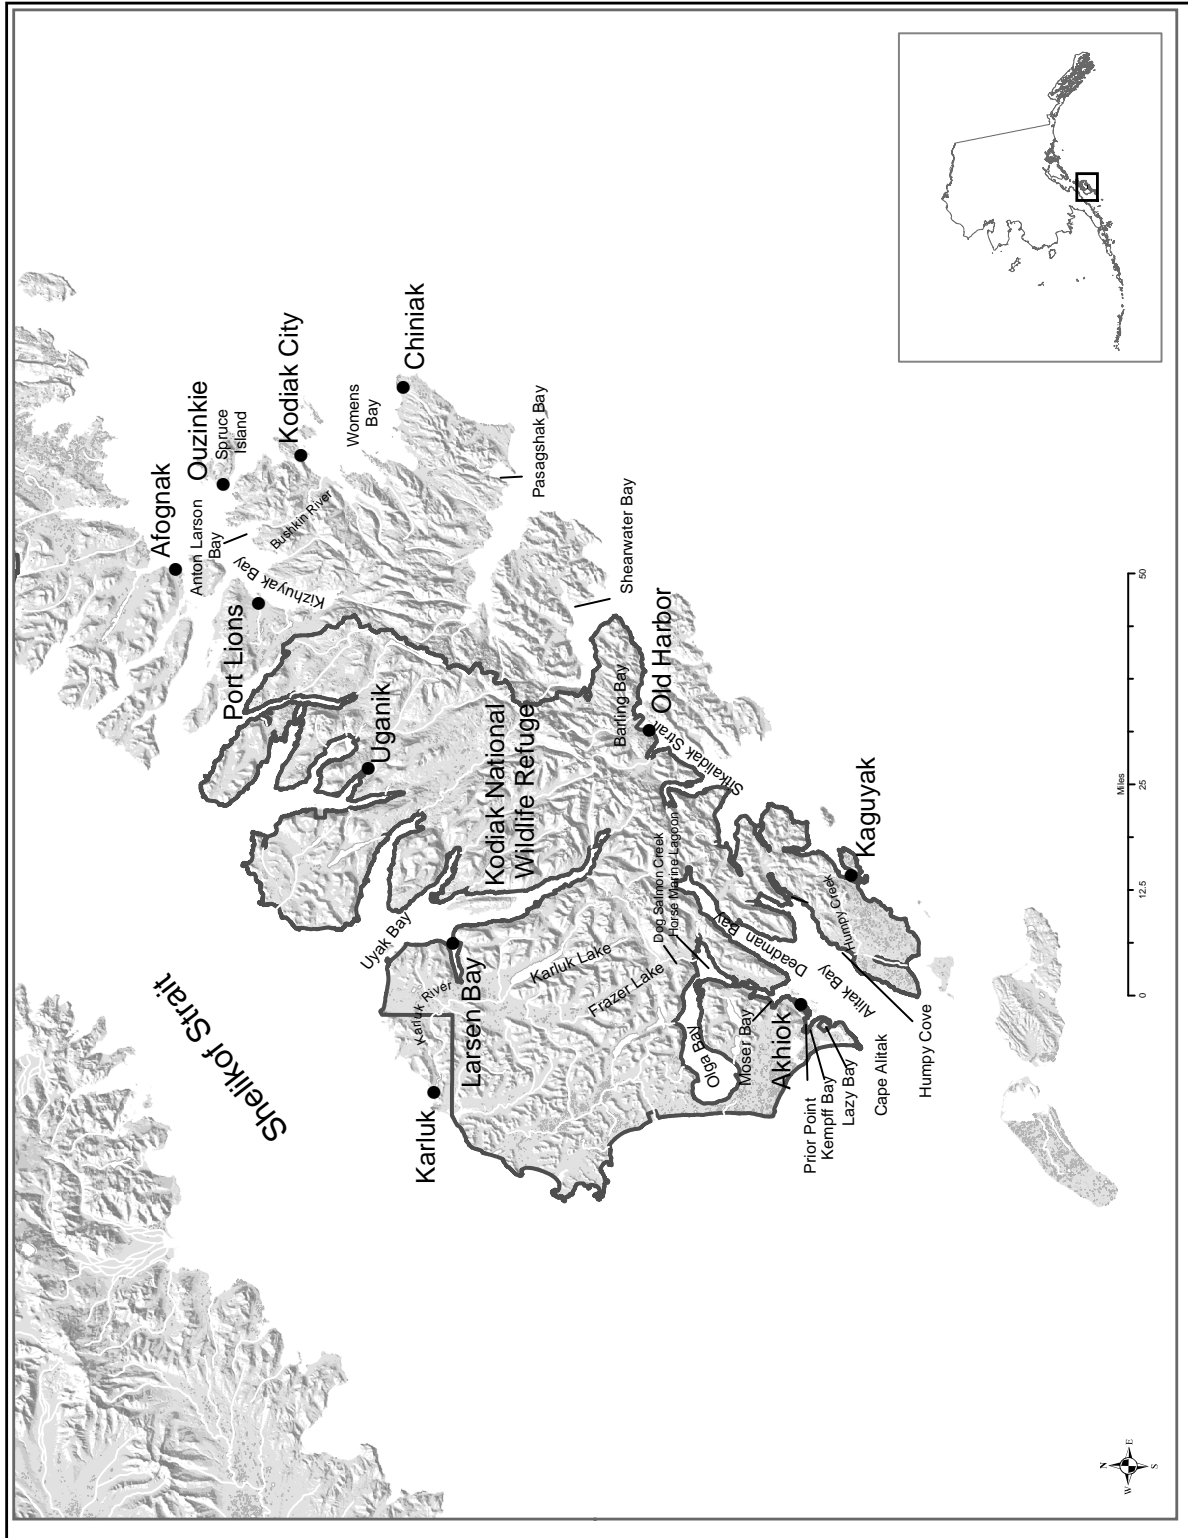 Shelikof Strait
Afognak
Ouzinkie
Spruce
Island
Anton Larson
Bay
Kodiak City
Bushkin River
Kizhuyak Bay
Port Lions
Womens
Bay
Chiniak
Pasagshak Bay
Shearwater Bay
Uganik
Kodiak National
Wildlife Refuge
Barling Bay
Old Harbor
Sitkalidak Strait
Uyak Bay
Karluk River
Larsen Bay
Karluk
Karluk Lake
Frazer Lake
Dog Salmon Creek
Horse Marine Lagoon
Deadman Bay
Olga Bay
Moser Bay
Akhiok
Alitak Bay
Humpy Creek
Kaguyak
Prior Point
Kempff Bay
Lazy Bay
Cape Alitak
Humpy Cove
Miles
0 12.5 25 50
N
W E
S